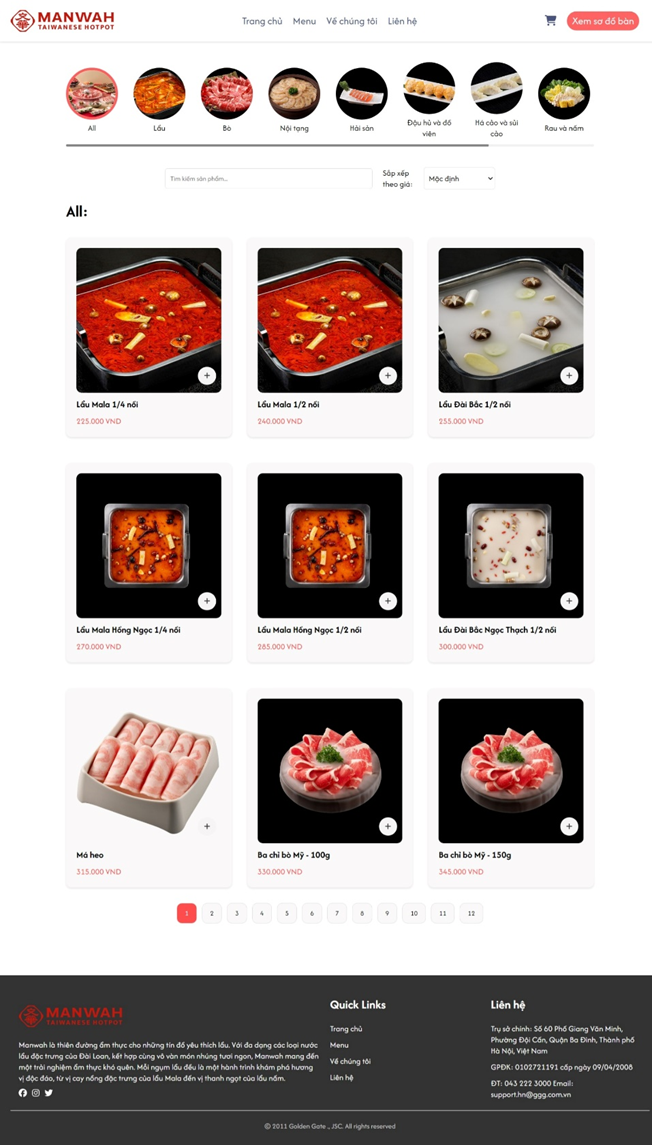 MANWAH
TAIWANESE HOTPOT
Trang chủ Menu Về chúng tôi Liên hệ
Xem sơ đồ bàn
All
Lẩu
Bò
Nội tạng
Hải sản
Đậu hủ và đồ
viên
Há cảo và sủi
cảo
Rau và nấm
Tìm kiếm sản phẩm...
Sắp xếp
theo giá:
Mặc định
All:
Lẩu Mala 1/4 nồi
225.000 VND
Lẩu Mala 1/2 nồi
240.000 VND
Lẩu Đài Bắc 1/2 nồi
255.000 VND
Lẩu Mala Hồng Ngọc 1/4 nồi
270.000 VND
Lẩu Mala Hồng Ngọc 1/2 nồi
285.000 VND
Lẩu Đài Bắc Ngọc Thạch 1/2 nồi
300.000 VND
Má heo
315.000 VND
Ba chỉ bò Mỹ - 100g
330.000 VND
Ba chỉ bò Mỹ - 150g
345.000 VND
1 2 3 4 5 6 7 8 9 10 11 12
MANWAH
TAIWANESE HOTPOT
Manwah là thiên đường ẩm thực cho những tín đồ yêu thích lẩu. Với đa dạng các loại nước
lẩu đặc trưng của Đài Loan, kết hợp cùng vô vàn món nhúng tươi ngon, Manwah mang đến
một trải nghiệm ẩm thực khó quên. Mỗi ngụm lẩu đều là một hành trình khám phá hương
vị độc đáo, từ vị cay nồng đặc trưng của lẩu Mala đến vị thanh ngọt của lẩu nấm.
Quick Links
Trang chủ
Menu
Về chúng tôi
Liên hệ
Liên hệ
Trụ sở chính: Số 60 Phố Giang Văn Minh,
Phường Đội Cấn, Quận Ba Đình, Thành phố
Hà Nội, Việt Nam
GPĐK: 0102721191 cấp ngày 09/04/2008
ĐT: 043 222 3000 Email:
support.hn@ggg.com.vn
© 2011 Golden Gate ., JSC. All rights reserved